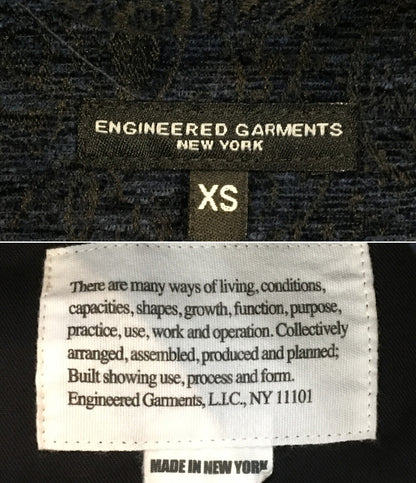 ENGINEERED GARMENTS
NEW YORK
XS
There are many ways of living, conditions,
capacities, shapes, growth, function, purpose,
practice, use, work and operation. Collectively
arranged, assembled, produced and planned;
Built showing use, process and form.
Engineered Garments, L.I.C., NY 11101
MADE IN NEW YORK